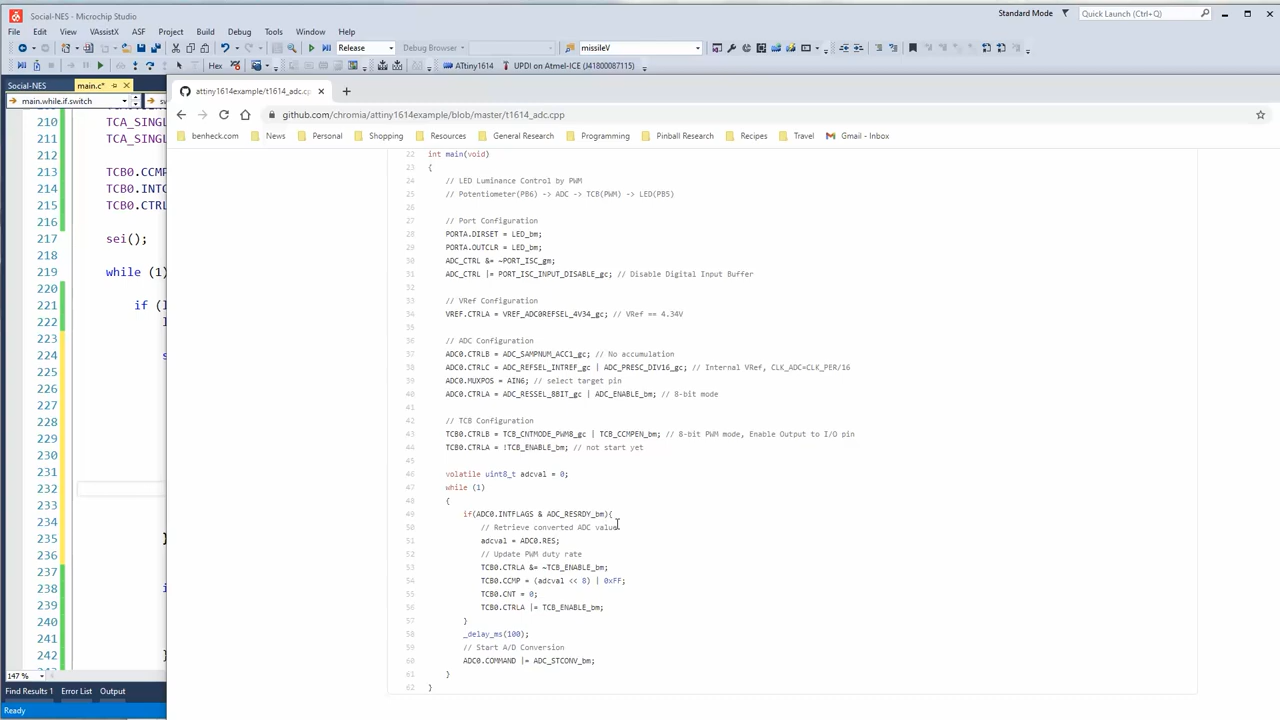 Social-NES - Microchip Studio
Standard Mode
Quick Launch (Ctrl+Q)
File Edit View VAssistX ASF Project Build Debug Tools Window Help
Release
Debug Browser
missileV
Hex
ATtiny1614
UPDI on Atmel-ICE (J41800087115)
Social-NES
main.c*
main.while.if.switch
attiny1614example/t1614_adc.cp
github.com/chromia/attiny1614example/blob/master/t1614_adc.cpp
benheck.com News Personal Shopping Resources General Research Programming Pinball Research Recipes Travel Gmail - Inbox
210 TCA_SINGL
211 TCA_SINGL
212
213 TCB0.CCMP
214 TCB0.INTC
215 TCB0.CTRL
216
217 sei();
218
219 while (1)
220
221 if (I
222
223
224
225
226
227
228
229
230
231
232
233
234
235 }
236
237
238
239
240
241
242 }
147 %
Find Results 1 Error List Output
Ready
22 int main(void)
23 {
24 // LED Luminance Control by PWM
25 // Potentiometer(PB6) -> ADC -> TCB(PWM) -> LED(PB5)
26
27 // Port Configuration
28 PORTA.DIRSET = LED_bm;
29 PORTA.OUTCLR = LED_bm;
30 ADC_CTRL &= ~PORT_ISC_gm;
31 ADC_CTRL |= PORT_ISC_INPUT_DISABLE_gc; // Disable Digital Input Buffer
32
33 // VRef Configuration
34 VREF.CTRLA = VREF_ADC0REFSEL_4V34_gc; // VRef == 4.34V
35
36 // ADC Configuration
37 ADC0.CTRLB = ADC_SAMPNUM_ACC1_gc; // No accumulation
38 ADC0.CTRLC = ADC_REFSEL_INTREF_gc | ADC_PRESC_DIV16_gc; // Internal VRef, CLK_ADC=CLK_PER/16
39 ADC0.MUXPOS = AIN6; // select target pin
40 ADC0.CTRLA = ADC_RESSEL_8BIT_gc | ADC_ENABLE_bm; // 8-bit mode
41
42 // TCB Configuration
43 TCB0.CTRLB = TCB_CNTMODE_PWM8_gc | TCB_CCMPEN_bm; // 8-bit PWM mode, Enable Output to I/O pin
44 TCB0.CTRLA = !TCB_ENABLE_bm; // not start yet
45
46 volatile uint8_t adcval = 0;
47 while (1)
48 {
49 if(ADC0.INTFLAGS & ADC_RESRDY_bm){
50 // Retrieve converted ADC value
51 adcval = ADC0.RES;
52 // Update PWM duty rate
53 TCB0.CTRLA &= ~TCB_ENABLE_bm;
54 TCB0.CCMP = (adcval << 8) | 0xFF;
55 TCB0.CNT = 0;
56 TCB0.CTRLA |= TCB_ENABLE_bm;
57 }
58 _delay_ms(100);
59 // Start A/D Conversion
60 ADC0.COMMAND |= ADC_STCONV_bm;
61 }
62 }